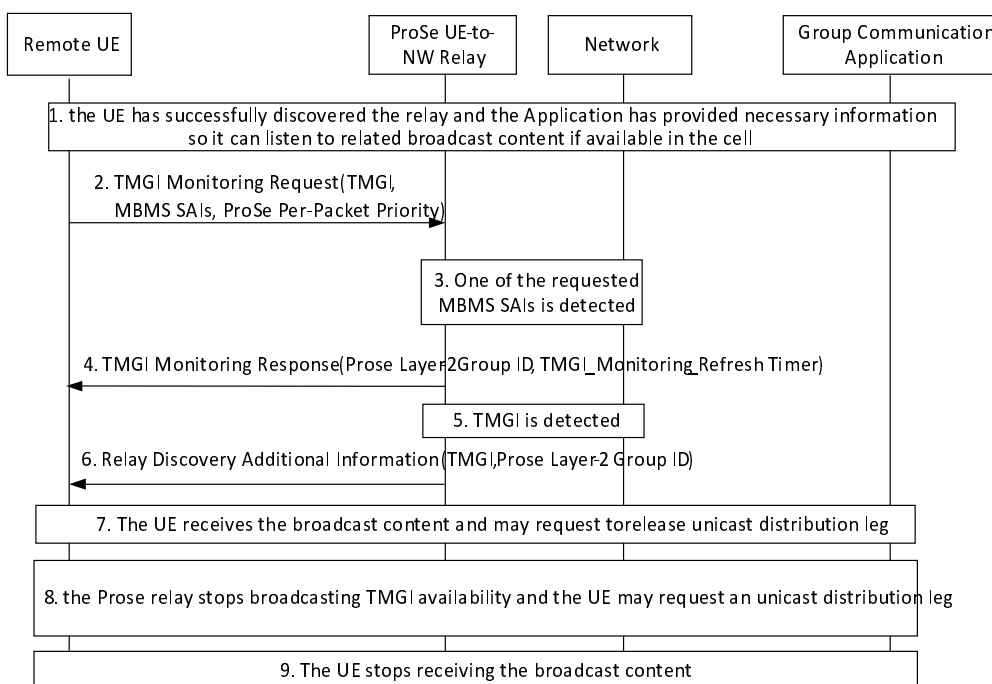 Remote UE
ProSe UE-to-
NW Relay
Network
Group Communication
Application
1. the UE has successfully discovered the relay and the Application has provided necessary information
so it can listen to related broadcast content if available in the cell
2. TMGI Monitoring Request(TMGI,
MBMS SAIs, ProSe Per-Packet Priority)
3. One of the requested
MBMS SAIs is detected
4. TMGI Monitoring Response(Prose Layer-2Group ID, TMGI_Monitoring_Refresh Timer)
5. TMGI is detected
6. Relay Discovery Additional Information(TMGI,Prose Layer-2 Group ID)
7. The UE receives the broadcast content and may request torelease unicast distribution leg
8. the Prose relay stops broadcasting TMGI availability and the UE may request an unicast distribution leg
9. The UE stops receiving the broadcast content